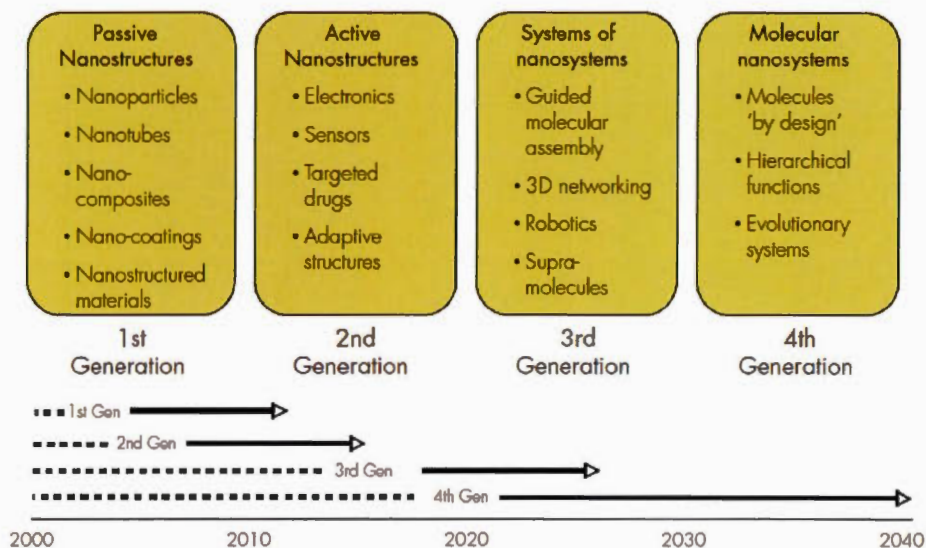 Passive
Nanostructures
• Nanoparticles
• Nanotubes
• Nano-
composites
• Nano-coatings
• Nanostructured
materials
Active
Nanostructures
• Electronics
• Sensors
• Targeted
drugs
• Adaptive
structures
Systems of
nanosystems
• Guided
molecular
assembly
• 3D networking
• Robotics
• Supra-
molecules
Molecular
nanosystems
• Molecules
'by design'
• Hierarchical
functions
• Evolutionary
systems
1st
Generation
2nd
Generation
3rd
Generation
4th
Generation
1st Gen
2nd Gen
3rd Gen
4th Gen
2000 2010 2020 2030 2040